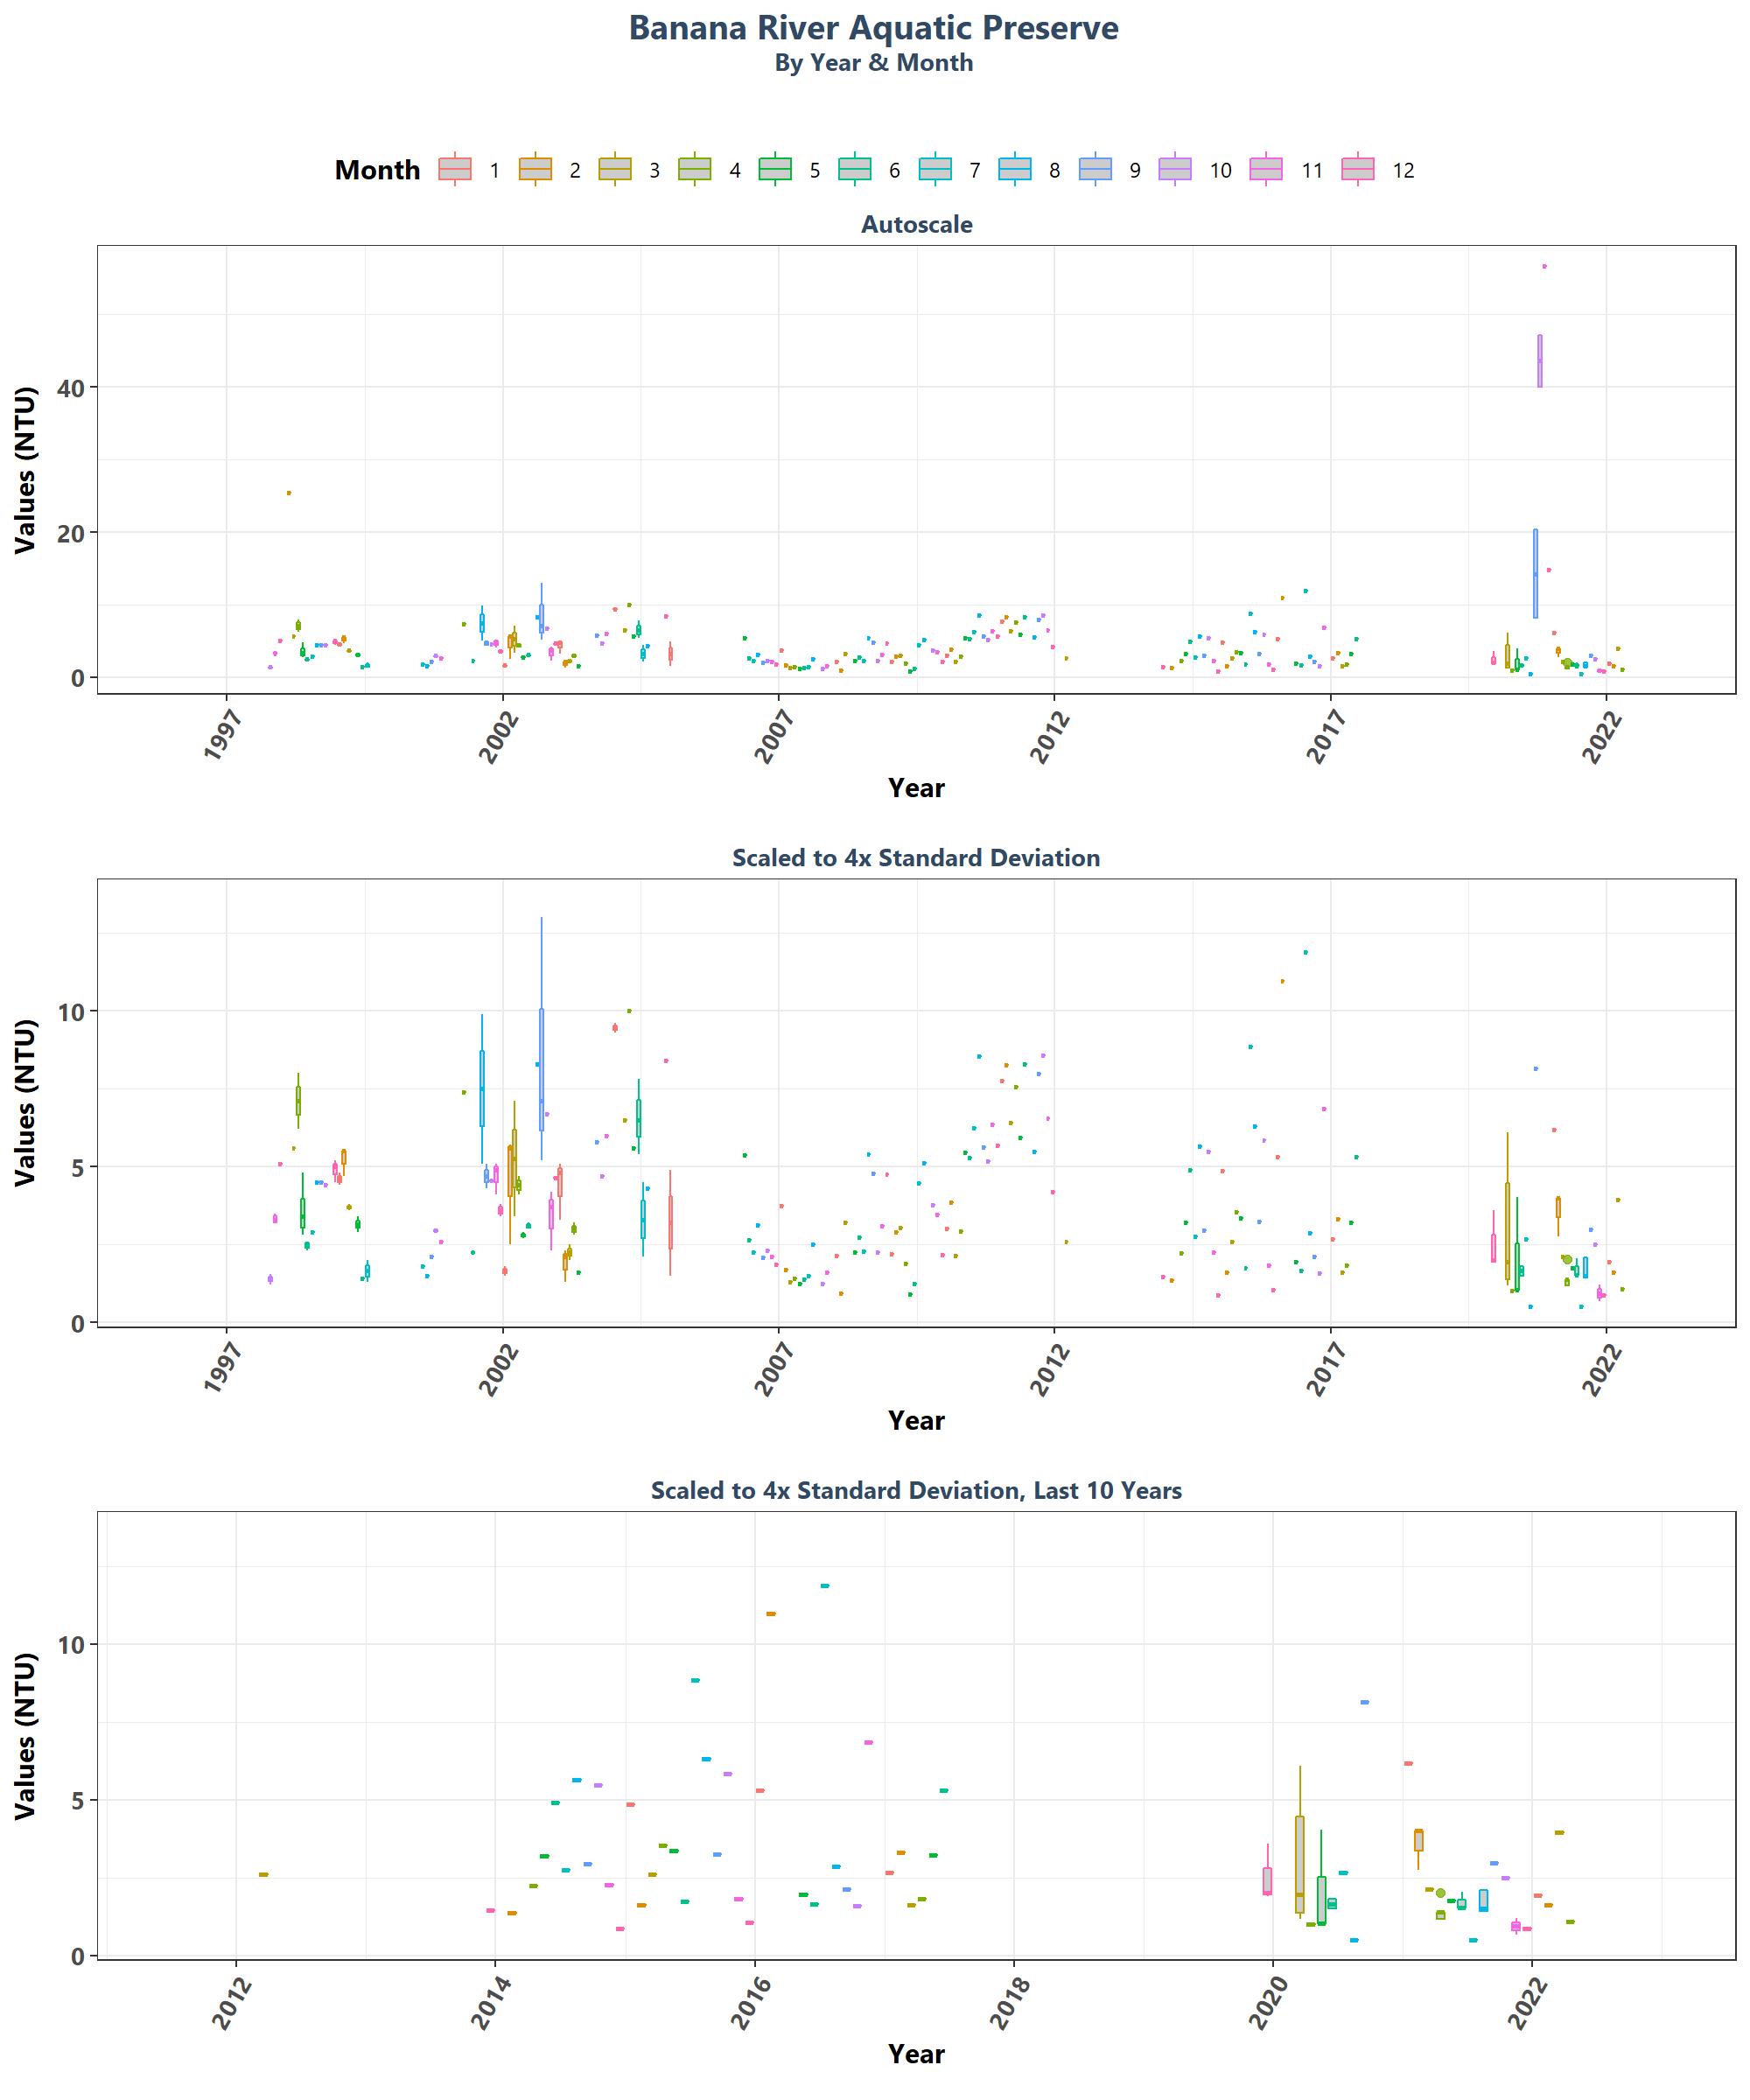 Banana River Aquatic Preserve
By Year & Month
Month 1 2 3 4 5 6 7 8 9 10 11 12
Autoscale
Values (NTU)
40
20
0
1997 2002 2007 2012 2017 2022
Year
Scaled to 4x Standard Deviation
Values (NTU)
10
5
0
1997 2002 2007 2012 2017 2022
Year
Scaled to 4x Standard Deviation, Last 10 Years
Values (NTU)
10
5
0
2012 2014 2016 2018 2020 2022
Year